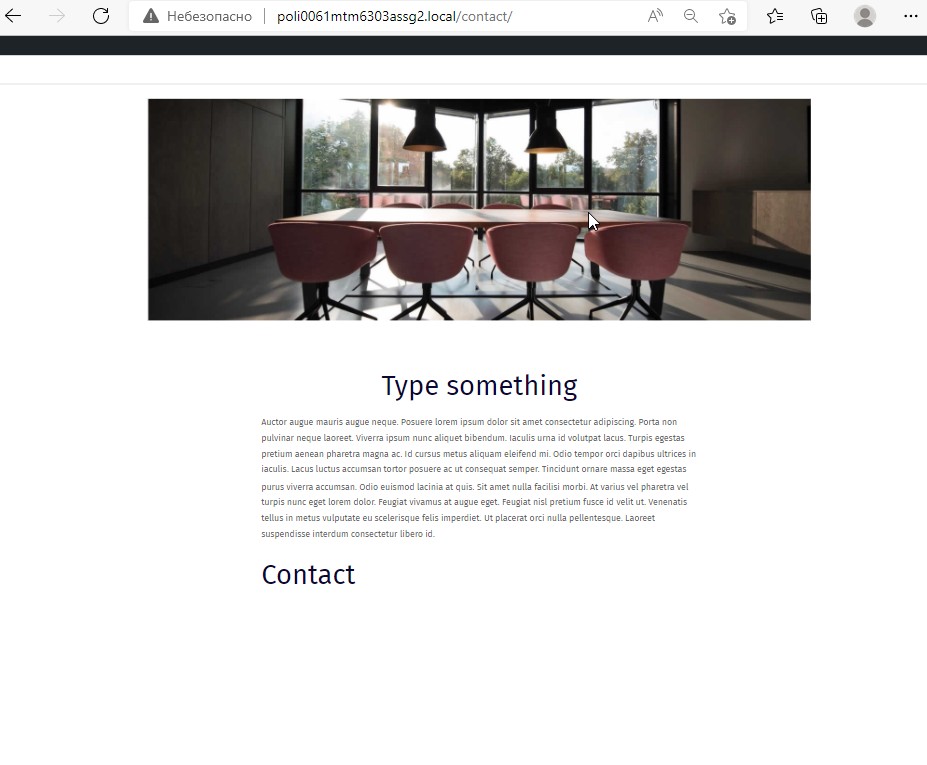 Небезопасно poli0061mtm6303assg2.local/contact/
Type something
Auctor augue mauris augue neque. Posuere lorem ipsum dolor sit amet consectetur adipiscing. Porta non
pulvinar neque laoreet. Viverra ipsum nunc aliquet bibendum. Iaculis urna id volutpat lacus. Turpis egestas
pretium aenean pharetra magna ac. Id cursus metus aliquam eleifend mi. Odio tempor orci dapibus ultrices in
iaculis. Lacus luctus accumsan tortor posuere ac ut consequat semper. Tincidunt ornare massa eget egestas
purus viverra accumsan. Odio euismod lacinia at quis. Sit amet nulla facilisi morbi. At varius vel pharetra vel
turpis nunc eget lorem dolor. Feugiat vivamus at augue eget. Feugiat nisl pretium fusce id velit ut. Venenatis
tellus in metus vulputate eu scelerisque felis imperdiet. Ut placerat orci nulla pellentesque. Laoreet
suspendisse interdum consectetur libero id.
Contact